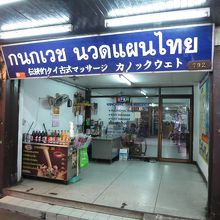 กนกเวช นวดแผนไทย
伝統的タイ古式マッサージ カノックウェト
792